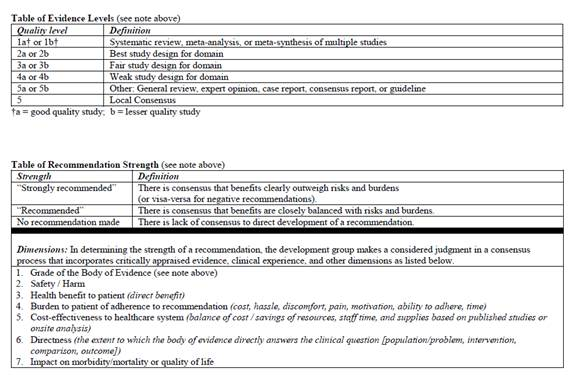 Table of Evidence Levels (see note above)
Quality level Definition
1a† or 1b† Systematic review, meta-analysis, or meta-synthesis of multiple studies
2a or 2b Best study design for domain
3a or 3b Fair study design for domain
4a or 4b Weak study design for domain
5a or 5b Other: General review, expert opinion, case report, consensus report, or guideline
5 Local Consensus
†a = good quality study; b = lesser quality study
Table of Recommendation Strength (see note above)
Strength Definition
"Strongly recommended" There is consensus that benefits clearly outweigh risks and burdens
(or visa-versa for negative recommendations).
"Recommended" There is consensus that benefits are closely balanced with risks and burdens.
No recommendation made There is lack of consensus to direct development of a recommendation.
Dimensions: In determining the strength of a recommendation, the development group makes a considered judgment in a consensus
process that incorporates critically appraised evidence, clinical experience, and other dimensions as listed below.
1. Grade of the Body of Evidence (see note above)
2. Safety / Harm
3. Health benefit to patient (direct benefit)
4. Burden to patient of adherence to recommendation (cost, hassle, discomfort, pain, motivation, ability to adhere, time)
5. Cost-effectiveness to healthcare system (balance of cost / savings of resources, staff time, and supplies based on published studies or
onsite analysis)
6. Directness (the extent to which the body of evidence directly answers the clinical question [population/problem, intervention,
comparison, outcome])
7. Impact on morbidity/mortality or quality of life